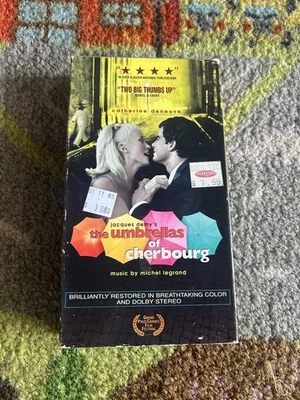 "★ ★ ★ ★"
"TWO BIG THUMBS UP"
catherine deneuve
$ 7.99
jacques demy's
the umbrellas
of
cherbourg
music by michel legrand
BRILLIANTLY RESTORED IN BREATHTAKING COLOR
AND DOLBY STEREO